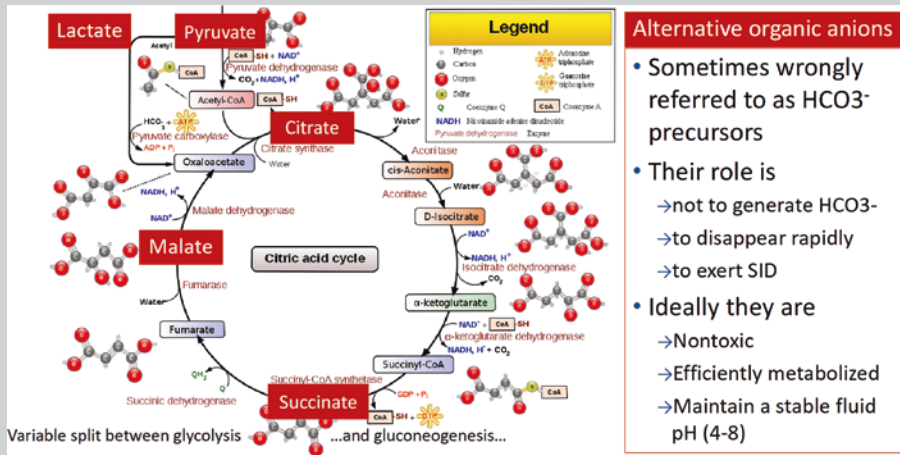 Lactate
Pyruvate
Acetyl
CoA -SH + NAD⁺
Pyruvate dehydrogenase
CO₂ + NADH, H⁺
S CoA
Acetyl-CoA
CoA -SH
HCO₃⁻ + ATP
Pyruvate carboxylase
ADP + Pᵢ
Citrate
Citrate synthase
Water
Oxaloacetate
Water
Aconitase
cis-Aconitate
Aconitase
Water
D-Isocitrate
NAD⁺
NADH, H⁺
Isocitrate dehydrogenase
CO₂
α-ketoglutarate
NAD⁺ + CoA -SH
α-ketoglutarate dehydrogenase
NADH, H⁺ + CO₂
Succinyl-CoA
S CoA
Succinyl-CoA synthetase
GDP + Pᵢ
CoA -SH + GTP
Succinate
QH₂
Q
Succinic dehydrogenase
Fumarate
Water
Fumarase
Malate
NADH, H⁺
NAD⁺
Malate dehydrogenase
Citric acid cycle
Variable split between glycolysis
...and gluconeogenesis...
Legend
Hydrogen
Carbon
Oxygen
Sulfur
Q Coenzyme Q
NADH Nicotinamide adenine dinucleotide
Pyruvate dehydrogenase Enzyme
ATP Adenosine
triphosphate
GTP Guanosine
triphosphate
CoA Coenzyme A
Alternative organic anions
• Sometimes wrongly
referred to as HCO3⁻
precursors
• Their role is
→not to generate HCO3-
→to disappear rapidly
→to exert SID
• Ideally they are
→Nontoxic
→Efficiently metabolized
→Maintain a stable fluid
pH (4-8)